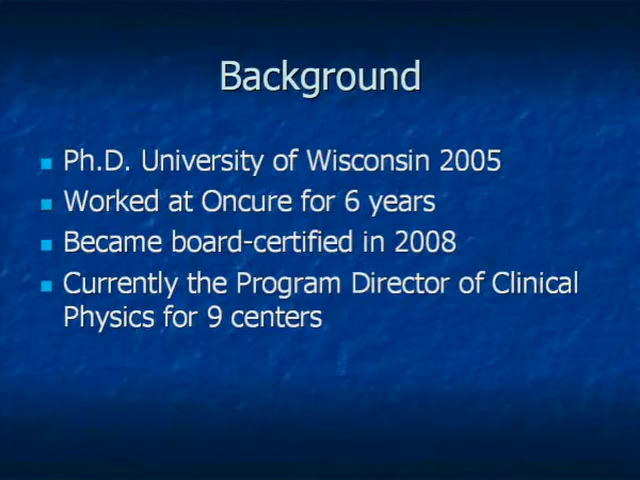 Background
Ph.D. University of Wisconsin 2005
Worked at Oncure for 6 years
Became board-certified in 2008
Currently the Program Director of Clinical
Physics for 9 centers